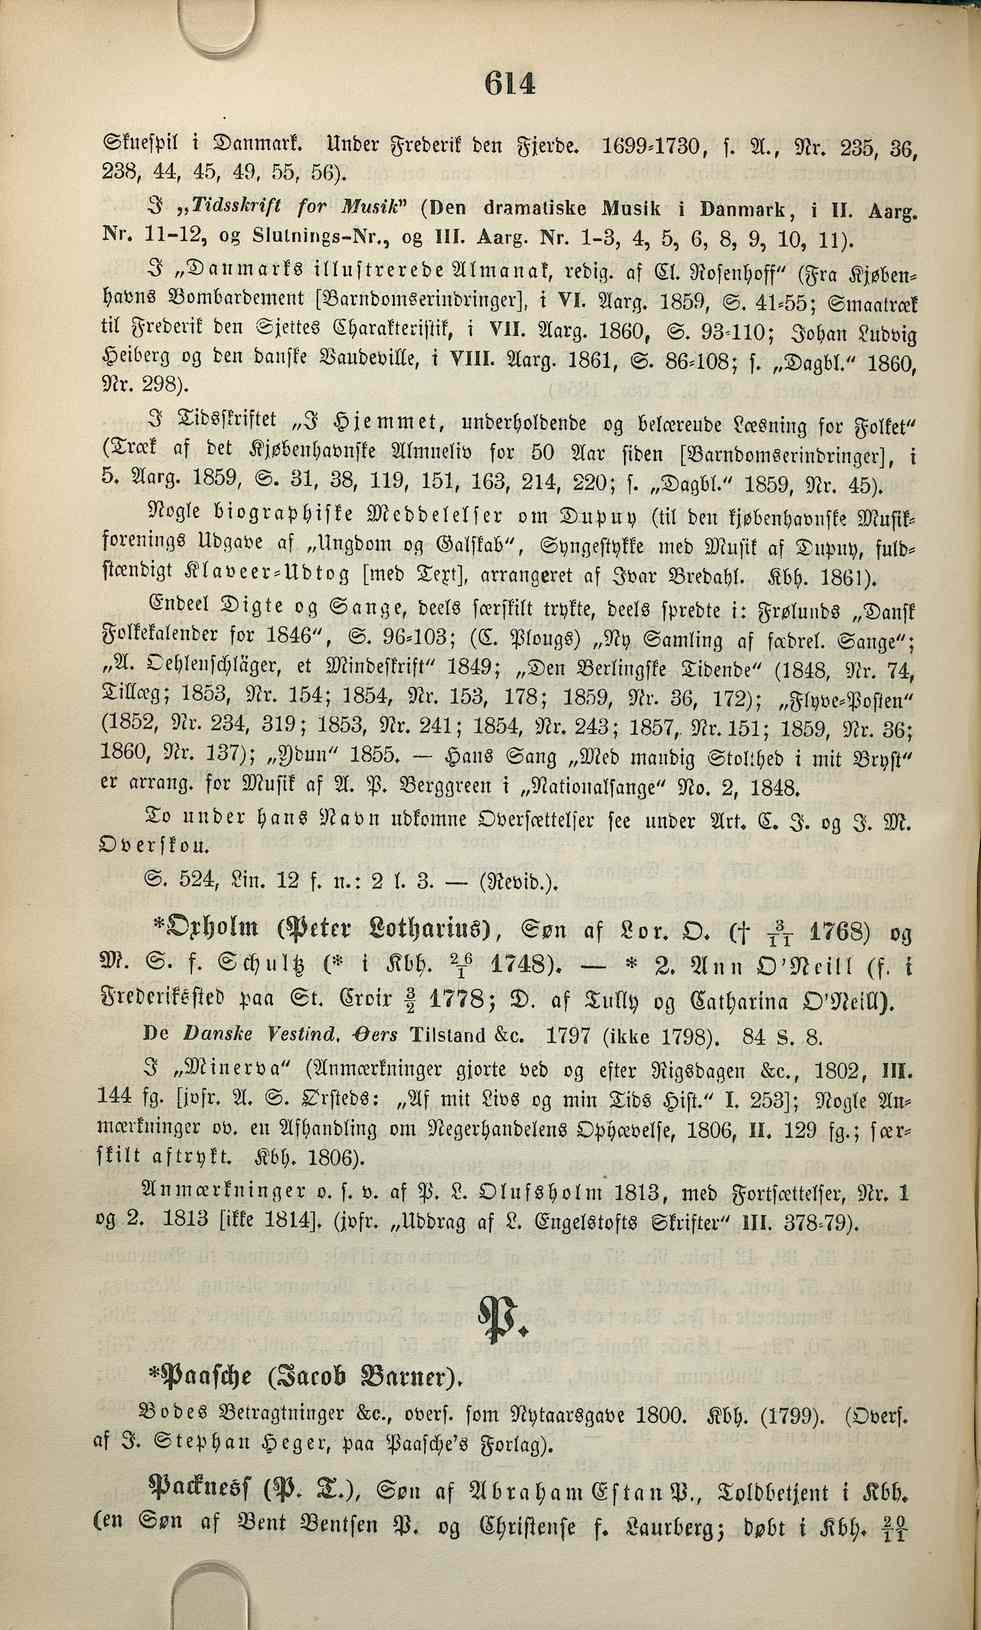 614
Skuespil i Danmark. Under Frederik den Fjerde. 1699-1730, s. A., Nr. 235, 36,
238, 44, 45, 49, 55, 56).
I „Tidsskrift for Musik” (Den dramatiske Musik i Danmark, i II. Aarg.
Nr. 11-12, og Slutnings-Nr., og III. Aarg. Nr. 1-3, 4, 5, 6, 8, 9, 10, 11).
I „Danmarks illustrerede Almanak, redig. af Cl. Rosenhoff“ (Fra Kjøben-
havns Bombardement [Barndomserindringer], i VI. Aarg. 1859, S. 41-55; Smaatræk
til Frederik den Sjettes Charakteristik, i VII. Aarg. 1860, S. 93-110; Johan Ludvig
Heiberg og den danske Vaudeville, i VIII. Aarg. 1861, S. 86-108; s. „Dagbl.“ 1860,
Nr. 298).
I Tidsskriftet „I Hjemmet, underholdende og belærende Læsning for Folket“
(Træk af det Kjøbenhavnske Almueliv for 50 Aar siden [Barndomserindringer], i
5. Aarg. 1859, S. 31, 38, 119, 151, 163, 214, 220; s. „Dagbl.“ 1859, Nr. 45).
Nogle biographiske Meddelelser om Dupuy (til den kjøbenhavnske Musik-
forenings Udgave af „Ungdom og Galskab“, Syngestykke med Musik af Dupuy, fuld-
stændigt Klaveer-Udtog [med Text], arrangeret af Ivar Bredahl. Kbh. 1861).
Endeel Digte og Sange, deels særskilt trykte, deels spredte i: Frølunds „Dansk
Folkekalender for 1846“, S. 96-103; (C. Plougs) „Ny Samling af fædrel. Sange“;
„A. Oehlenschläger, et Mindeskrift“ 1849; „Den Berlingske Tidende“ (1848, Nr. 74,
Tillæg; 1853, Nr. 154; 1854, Nr. 153, 178; 1859, Nr. 36, 172); „Flyve-Posten“
(1852, Nr. 234, 319; 1853, Nr. 241; 1854, Nr. 243; 1857, Nr. 151; 1859, Nr. 36;
1860, Nr. 137); „Ydun“ 1855. — Hans Sang „Med mandig Stolthed i mit Bryst“
er arrang. for Musik af A. P. Berggreen i „Nationalsange“ No. 2, 1848.
To under hans Navn udkomne Oversættelser see under Art. C. J. og J. M.
Overskou.
S. 524, Lin. 12 f. n.: 2 l. 3. — (Revid.).
*Oxholm (Peter Lotharius), Søn af Lor. O. († 3/11 1768) og
M. S. f. Schultz (* i Kbh. 26/1 1748). — * 2. Ann O'Neill (f. i
Frederikssted paa St. Croix 3/2 1778; D. af Tully og Catharina O'Neill).
De Danske Vestind. Øers Tilstand &c. 1797 (ikke 1798). 84 S. 8.
I „Minerva“ (Anmærkninger gjorte ved og efter Rigsdagen &c., 1802, III.
144 fg. [jvfr. A. S. Ørsteds: „Af mit Livs og min Tids Hist.“ I. 253]; Nogle An-
mærkninger ov. en Afhandling om Negerhandelens Ophævelse, 1806, II. 129 fg.; sær-
skilt aftrykt. Kbh. 1806).
Anmærkninger o. s. v. af P. L. Olufsholm 1813, med Fortsættelser, Nr. 1
og 2. 1813 [ikke 1814]. (jvfr. „Uddrag af L. Engelstofts Skrifter“ III. 378-79).
P.
*Paasche (Jacob Barner).
Bodes Betragtninger &c., overs. som Nytaarsgave 1800. Kbh. (1799). (Overs.
af J. Stephan Heger, paa Paasche's Forlag).
Packness (P. T.), Søn af Abraham Estan P., Toldbetjent i Kbh.
(en Søn af Bent Bentsen P. og Christense f. Laurberg; døbt i Kbh. 20/11